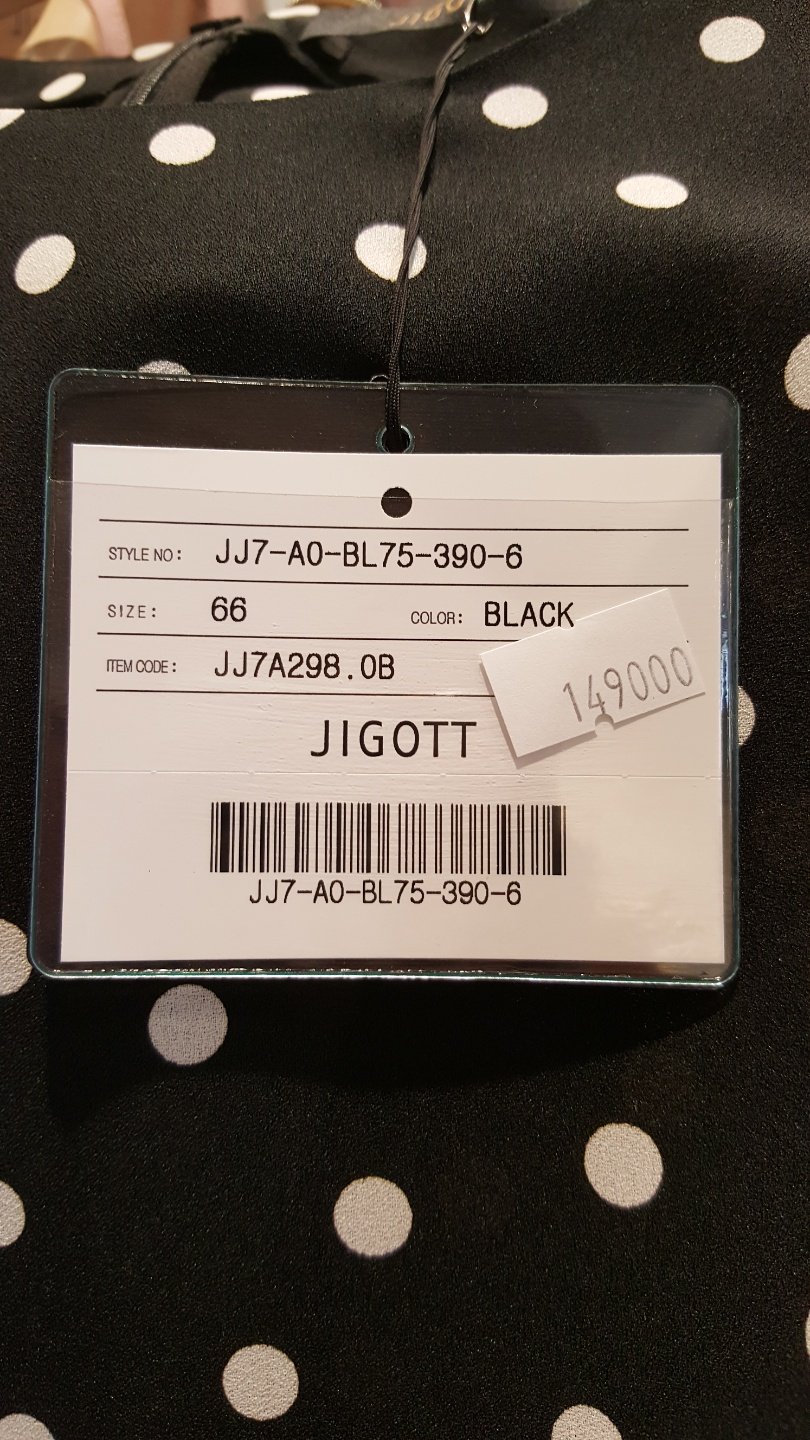 STYLE NO: JJ7-A0-BL75-390-6
SIZE: 66 COLOR: BLACK
ITEM CODE: JJ7A298.0B
149000
JIGOTT
JJ7-A0-BL75-390-6